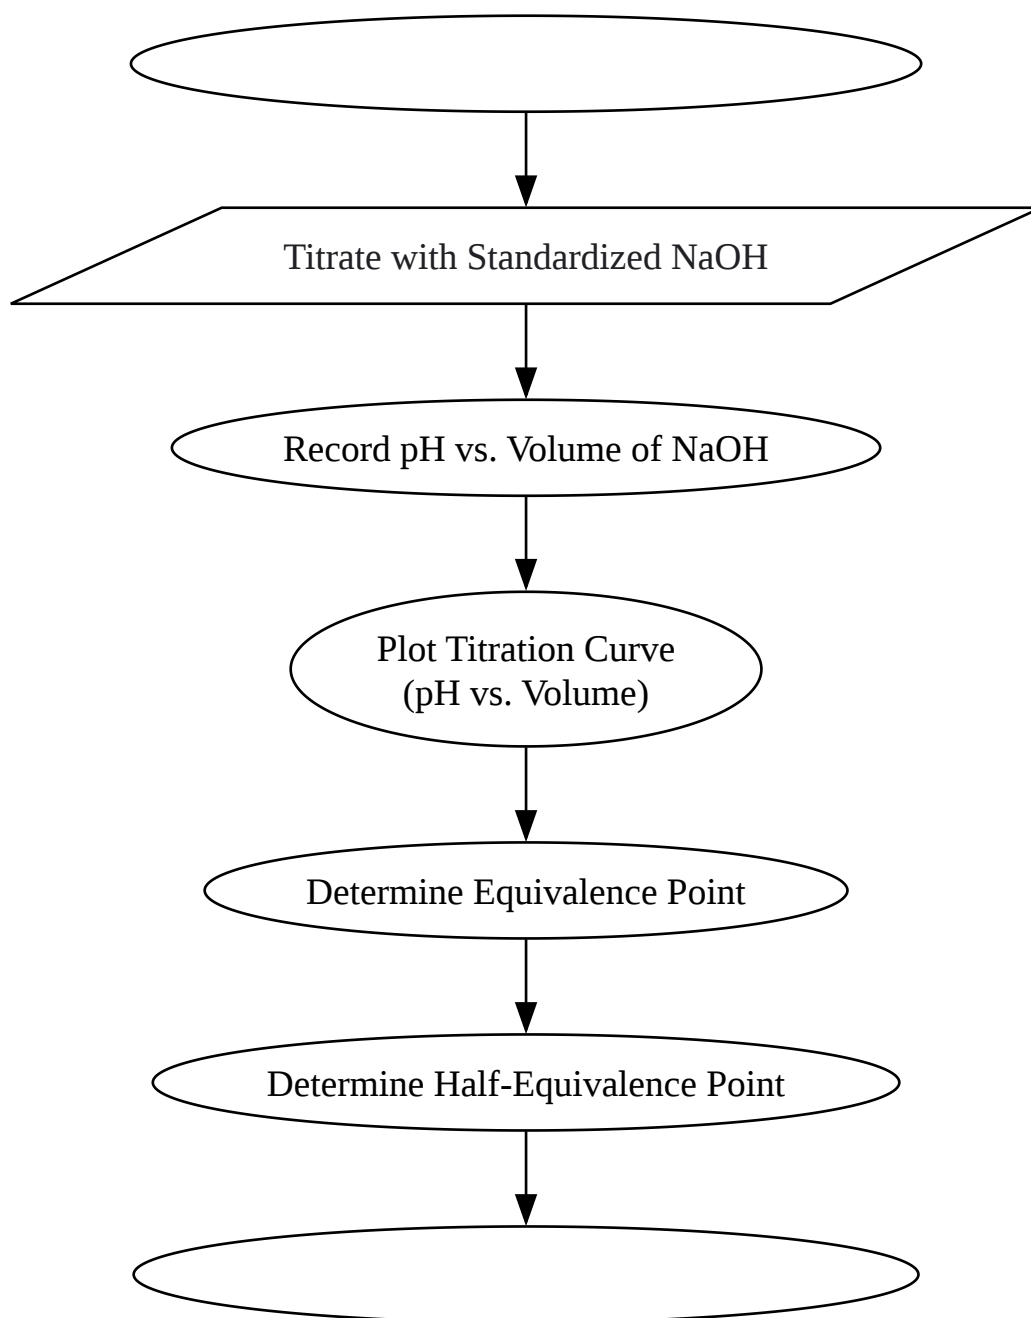 Titrate with Standardized NaOH
Record pH vs. Volume of NaOH
Plot Titration Curve
(pH vs. Volume)
Determine Equivalence Point
Determine Half-Equivalence Point